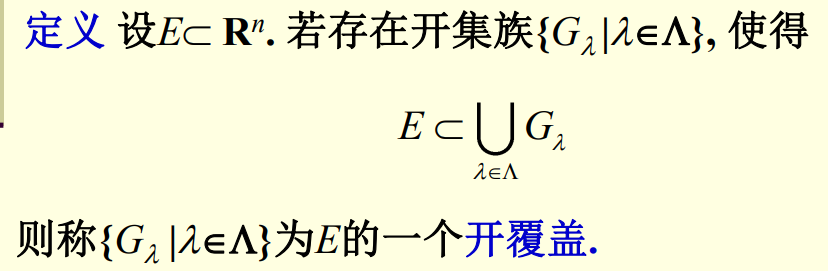 定义 设E⊂ Rⁿ. 若存在开集族{G_λ|λ∈Λ}, 使得
E ⊂ ⋃_{λ∈Λ} G_λ
则称{G_λ |λ∈Λ}为E的一个开覆盖.